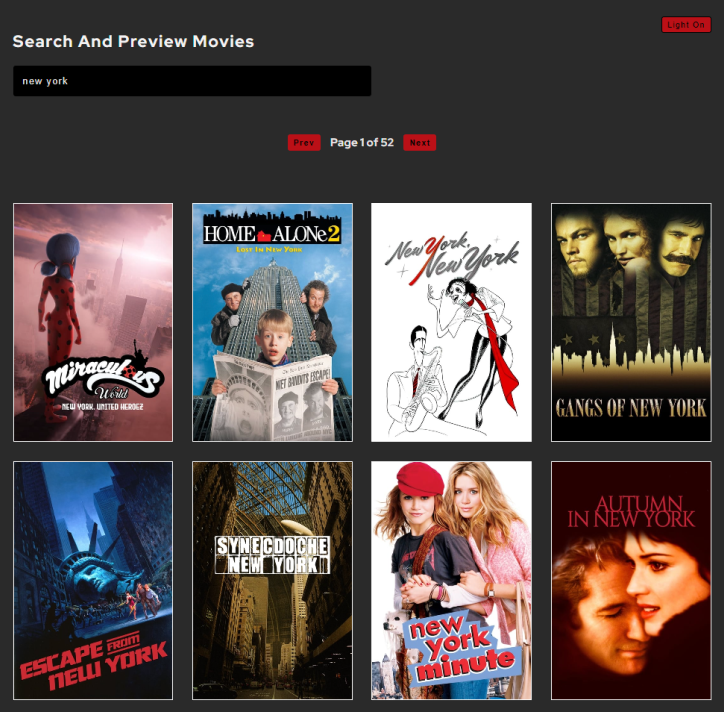 Light On
Search And Preview Movies
new york
Prev
Page 1 of 52
Next
Miraculous
World
NEW YORK, UNITED HEROEZ
HOME ALONe 2
LOST IN NEW YORK
NIET BANDITS ESCAPE!
New York,
New York
GANGS OF NEW YORK
ESCAPE FROM
NEW YORK
SYNECDOCHE
NEW YORK
new
york
minute
AUTUMN
IN NEW YORK